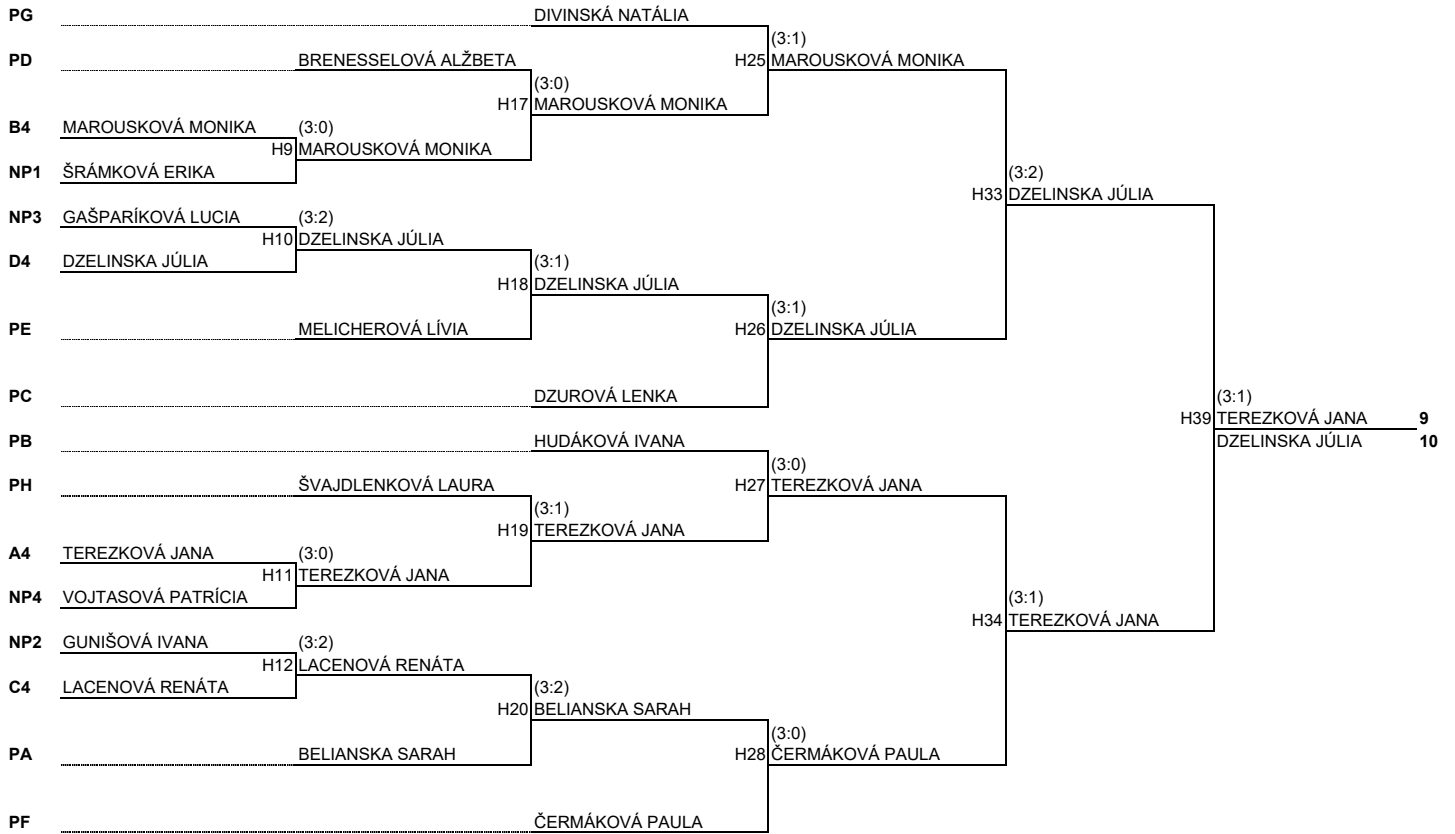 PG DIVINSKÁ NATÁLIA
(3:1)
PD BRENESSELOVÁ ALŽBETA H25 MAROUSKOVÁ MONIKA
(3:0)
H17 MAROUSKOVÁ MONIKA
B4 MAROUSKOVÁ MONIKA (3:0)
H9 MAROUSKOVÁ MONIKA
NP1 ŠRÁMKOVÁ ERIKA (3:2)
H33 DZELINSKA JÚLIA
NP3 GAŠPARÍKOVÁ LUCIA (3:2)
H10 DZELINSKA JÚLIA
D4 DZELINSKA JÚLIA (3:1)
H18 DZELINSKA JÚLIA
(3:1)
PE MELICHEROVÁ LÍVIA H26 DZELINSKA JÚLIA
PC DZUROVÁ LENKA (3:1)
H39 TEREZKOVÁ JANA 9
PB HUDÁKOVÁ IVANA DZELINSKA JÚLIA 10
(3:0)
PH ŠVAJDLENKOVÁ LAURA H27 TEREZKOVÁ JANA
(3:1)
H19 TEREZKOVÁ JANA
A4 TEREZKOVÁ JANA (3:0)
H11 TEREZKOVÁ JANA
NP4 VOJTASOVÁ PATRÍCIA (3:1)
H34 TEREZKOVÁ JANA
NP2 GUNIŠOVÁ IVANA (3:2)
H12 LACENOVÁ RENÁTA
C4 LACENOVÁ RENÁTA (3:2)
H20 BELIANSKA SARAH
(3:0)
PA BELIANSKA SARAH H28 ČERMÁKOVÁ PAULA
PF ČERMÁKOVÁ PAULA